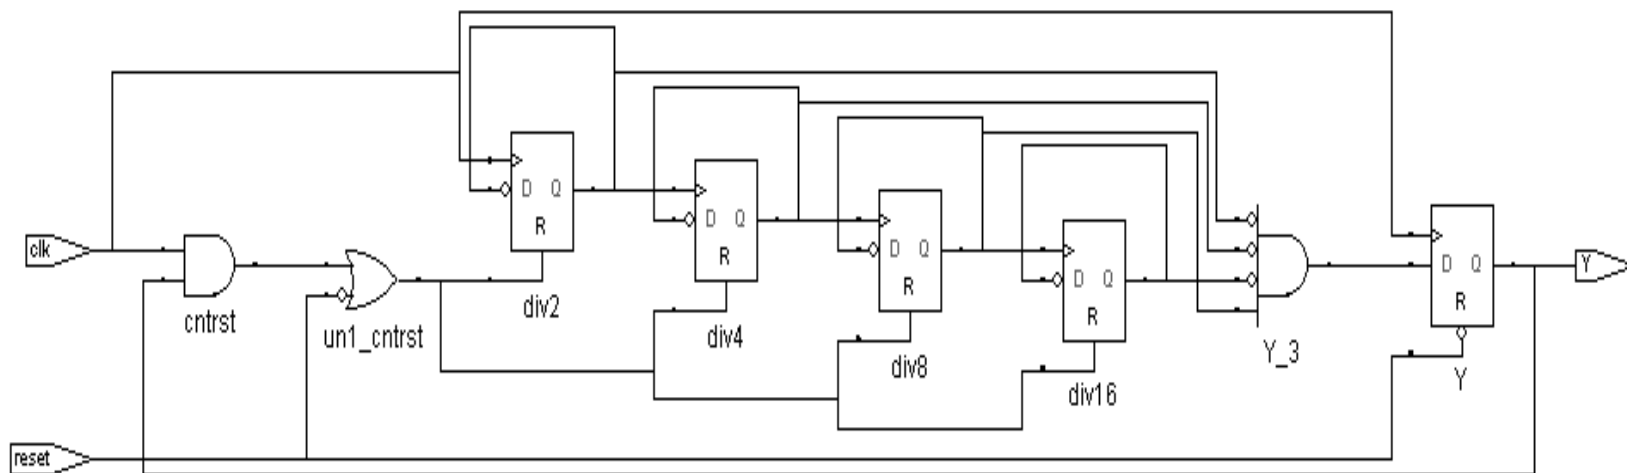 D Q
R
div2
D Q
R
div4
D Q
R
div8
D Q
R
div16
clk
cntrst
un1_cntrst
reset
Y_3
D Q
R
Y
Y